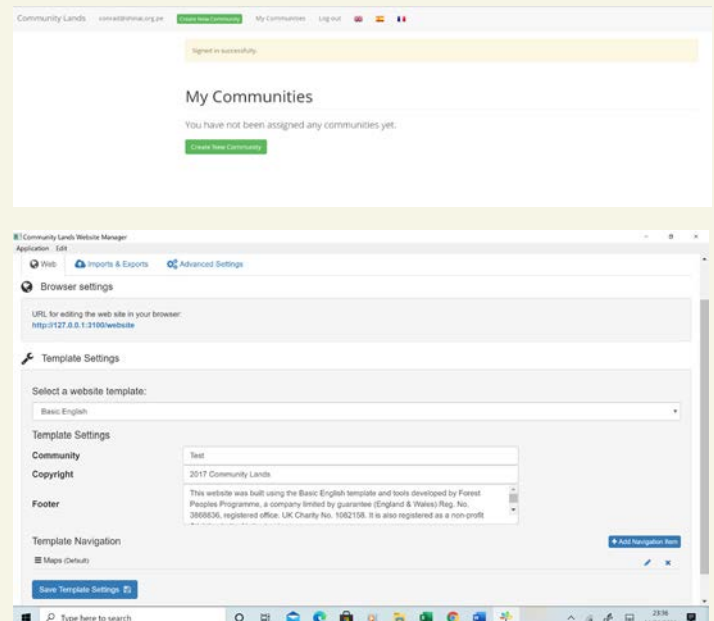 Community Lands
Create New Community
My Communities
Log out
Signed in successfully.
My Communities
You have not been assigned any communities yet.
Create New Community
Community Lands Website Manager
Application Edit
Web
Imports & Exports
Advanced Settings
Browser settings
URL for editing the web site in your browser:
http://127.0.0.1:3100/website
Template Settings
Select a website template:
Basic English
Template Settings
Community
Test
Copyright
2017 Community Lands
Footer
This website was built using the Basic English template and tools developed by Forest
Peoples Programme, a company limited by guarantee (England & Wales) Reg. No.
3868836, registered office. UK Charity No. 1082158. It is also registered as a non-profit
Template Navigation
+ Add Navigation Item
Maps (Default)
Save Template Settings
Type here to search
23:36